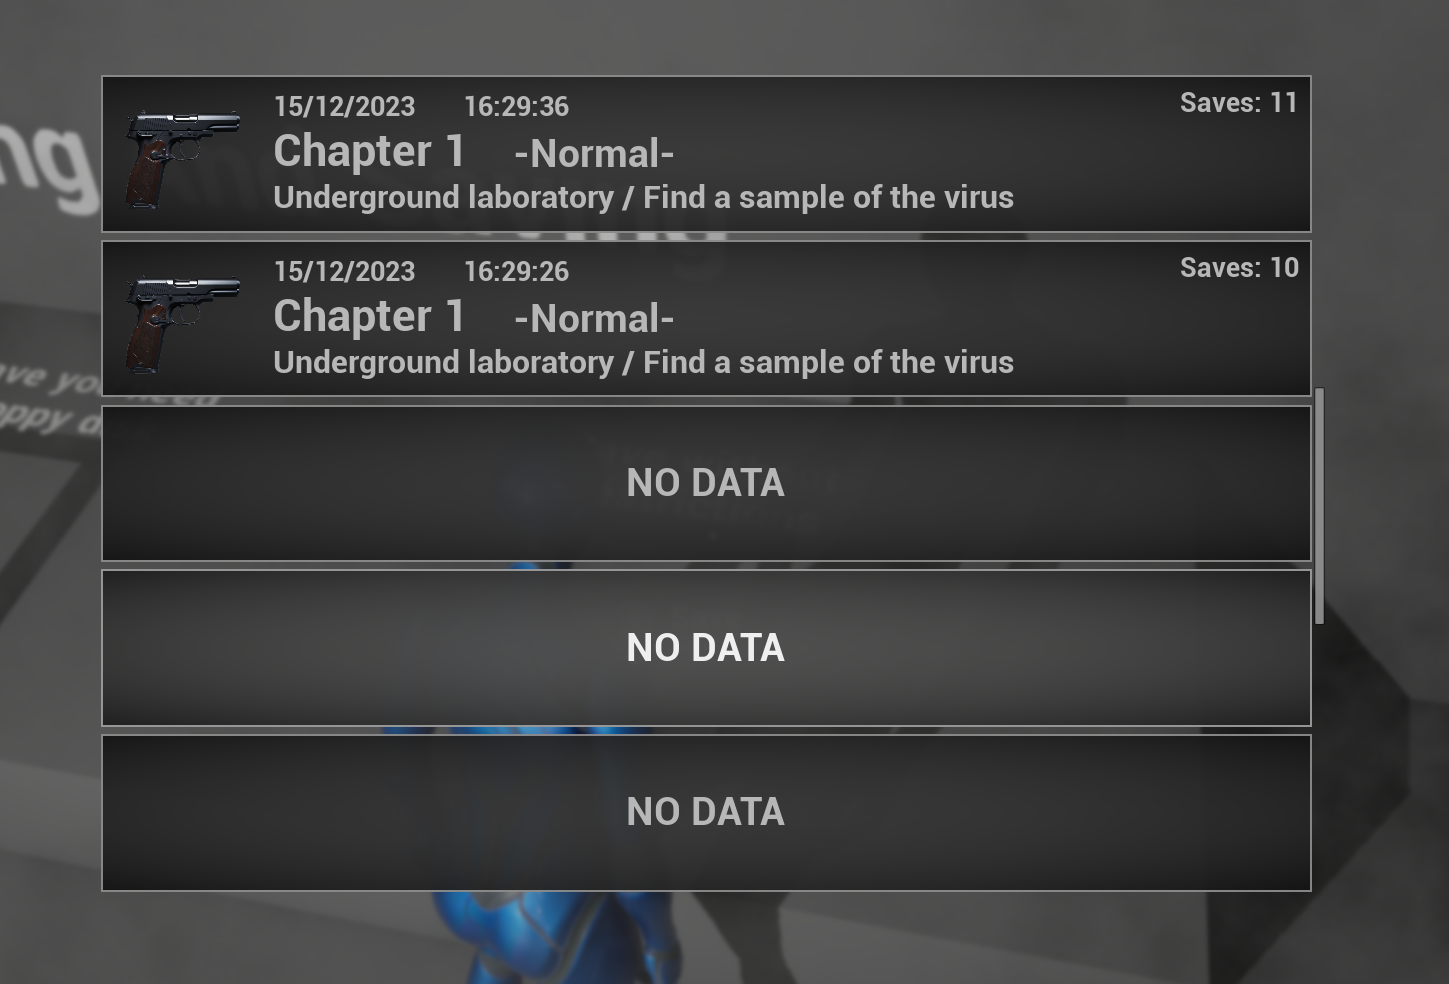 15/12/2023 16:29:36 Saves: 11
Chapter 1 -Normal-
Underground laboratory / Find a sample of the virus
15/12/2023 16:29:26 Saves: 10
Chapter 1 -Normal-
Underground laboratory / Find a sample of the virus
NO DATA
NO DATA
NO DATA